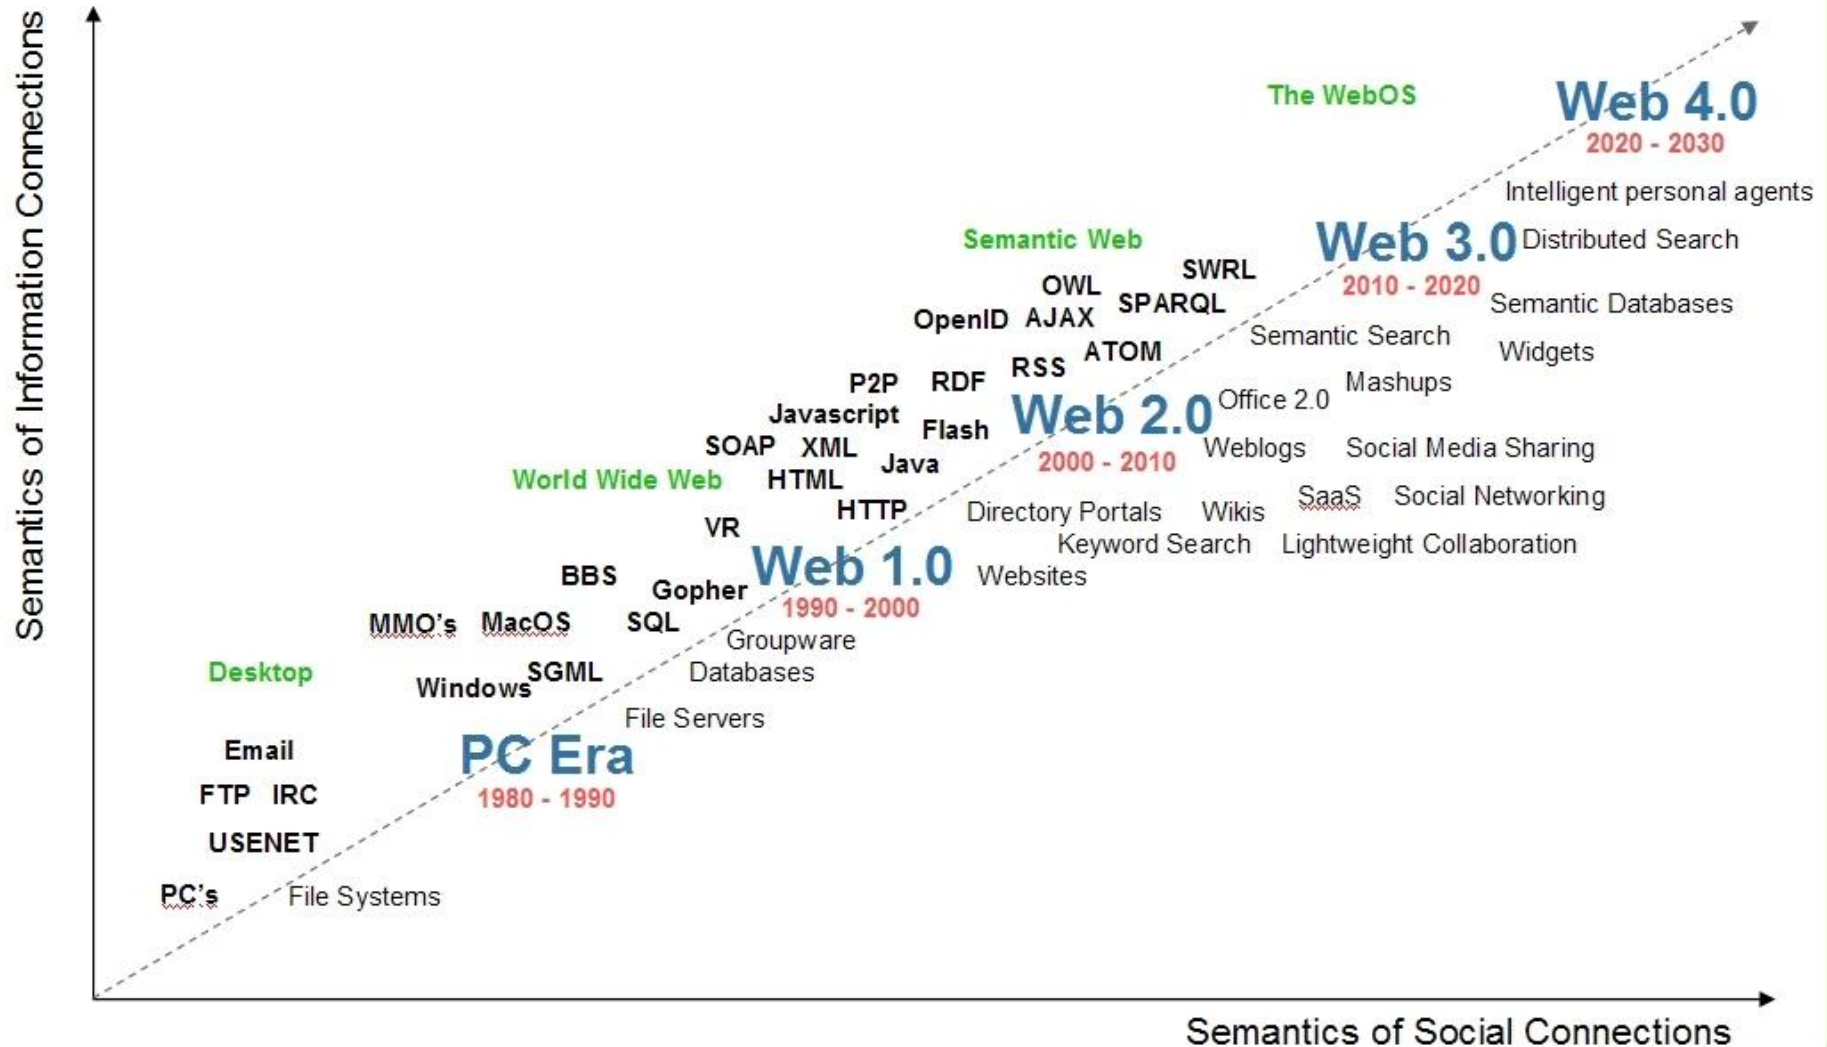 Semantics of Information Connections
The WebOS
Web 4.0
2020 - 2030
Intelligent personal agents
Semantic Web
Web 3.0
Distributed Search
SWRL
OWL
2010 - 2020
SPARQL
Semantic Databases
OpenID
AJAX
Semantic Search
ATOM
Widgets
RSS
P2P
RDF
Mashups
Office 2.0
Javascript
Web 2.0
Flash
SOAP
XML
Weblogs
Social Media Sharing
Java
2000 - 2010
World Wide Web
HTML
SaaS
Social Networking
HTTP
Directory Portals
Wikis
VR
Keyword Search
Lightweight Collaboration
Web 1.0
BBS
Websites
Gopher
1990 - 2000
MMO's
MacOS
SQL
Groupware
Desktop
SGML
Databases
Windows
File Servers
Email
PC Era
FTP
IRC
1980 - 1990
USENET
PC's
File Systems
Semantics of Social Connections